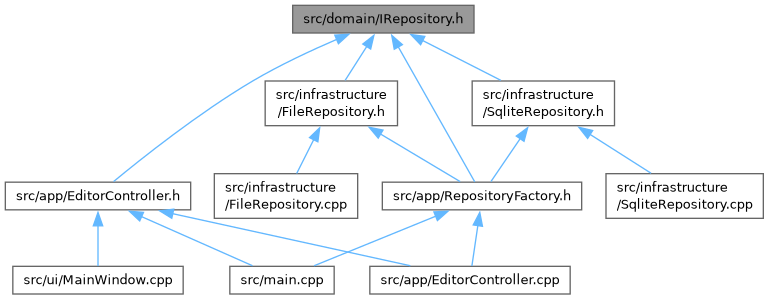 src/domain/IRepository.h
src/infrastructure
/FileRepository.h
src/infrastructure
/SqliteRepository.h
src/app/EditorController.h
src/infrastructure
/FileRepository.cpp
src/app/RepositoryFactory.h
src/infrastructure
/SqliteRepository.cpp
src/ui/MainWindow.cpp
src/main.cpp
src/app/EditorController.cpp